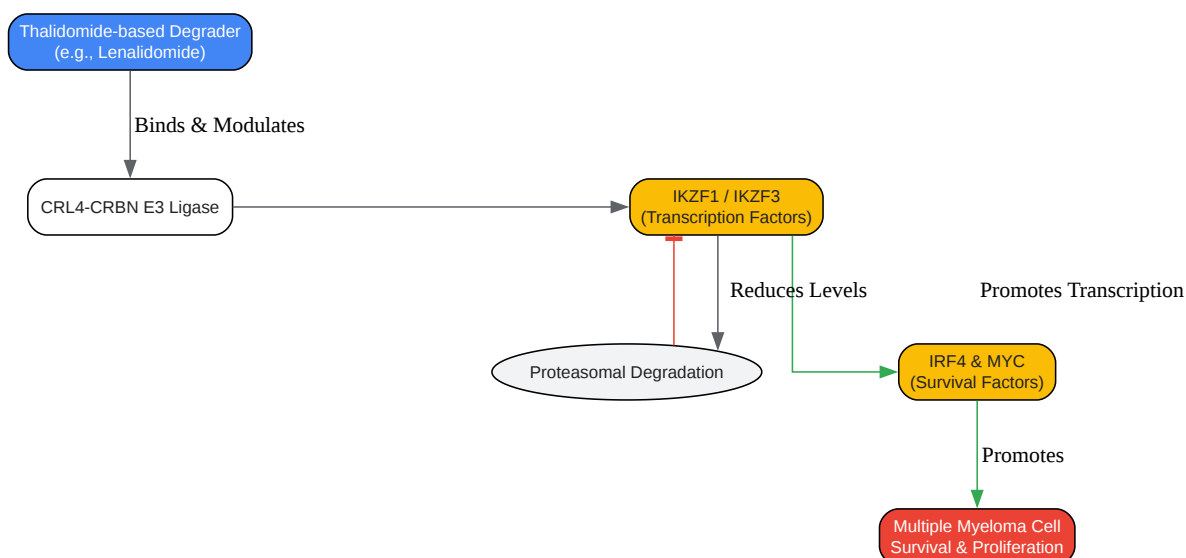 Thalidomide-based Degrader
(e.g., Lenalidomide)
Binds & Modulates
CRL4-CRBN E3 Ligase
IKZF1 / IKZF3
(Transcription Factors)
Reduces Levels
Promotes Transcription
Proteasomal Degradation
IRF4 & MYC
(Survival Factors)
Promotes
Multiple Myeloma Cell
Survival & Proliferation